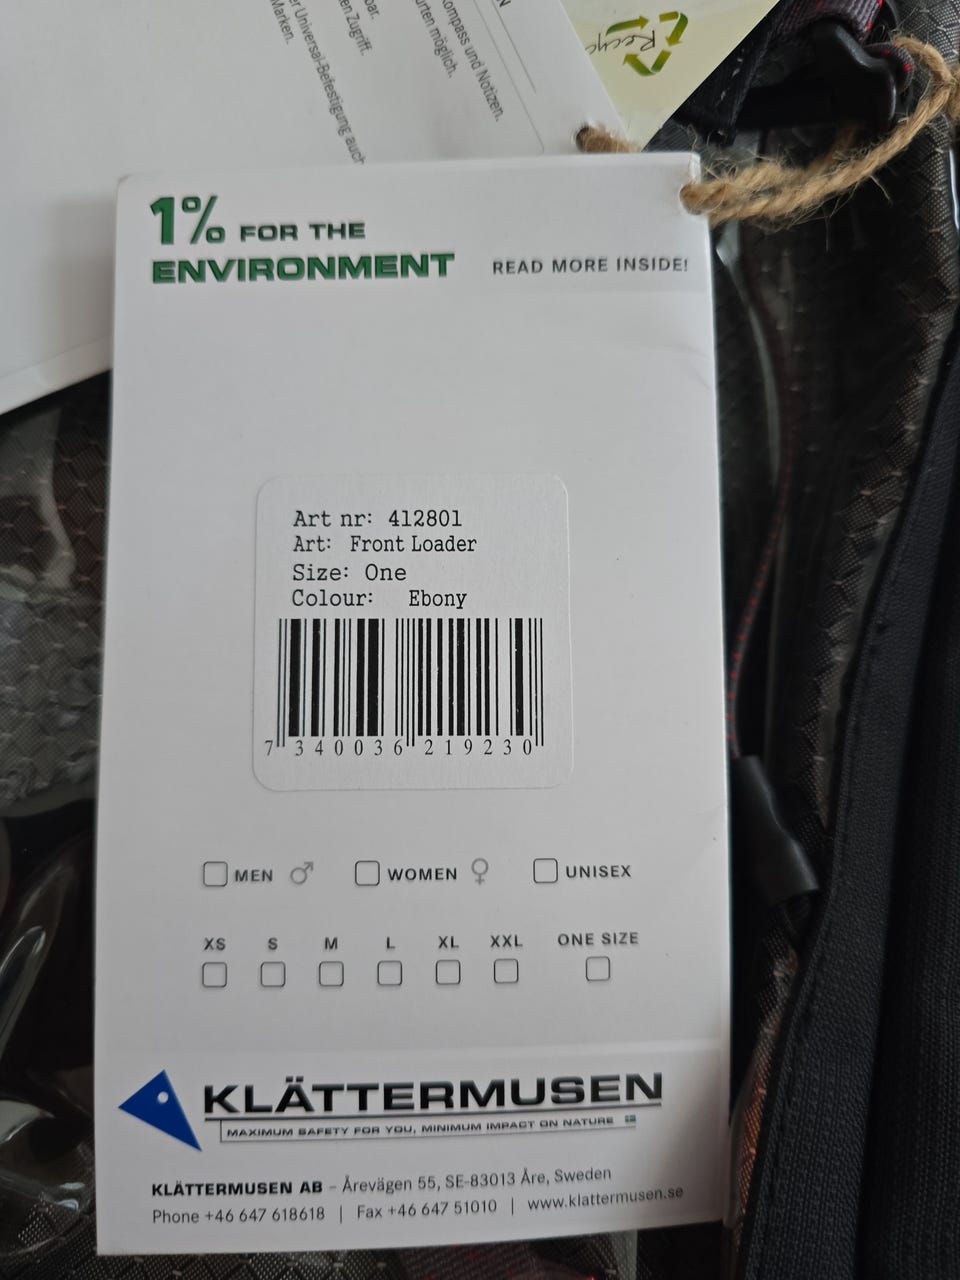 Kompass und Notizen.
möglich.
en Zugriff.
Universal-Befestigung auch
Marken.
1% FOR THE
ENVIRONMENT
READ MORE INSIDE!
Art nr: 412801
Art: Front Loader
Size: One
Colour: Ebony
7 340036 219230
MEN ♂ WOMEN ♀ UNISEX
XS S M L XL XXL ONE SIZE
KLÄTTERMUSEN
MAXIMUM SAFETY FOR YOU, MINIMUM IMPACT ON NATURE
KLÄTTERMUSEN AB – Årevägen 55, SE-83013 Åre, Sweden
Phone +46 647 618618 | Fax +46 647 51010 | www.klattermusen.se